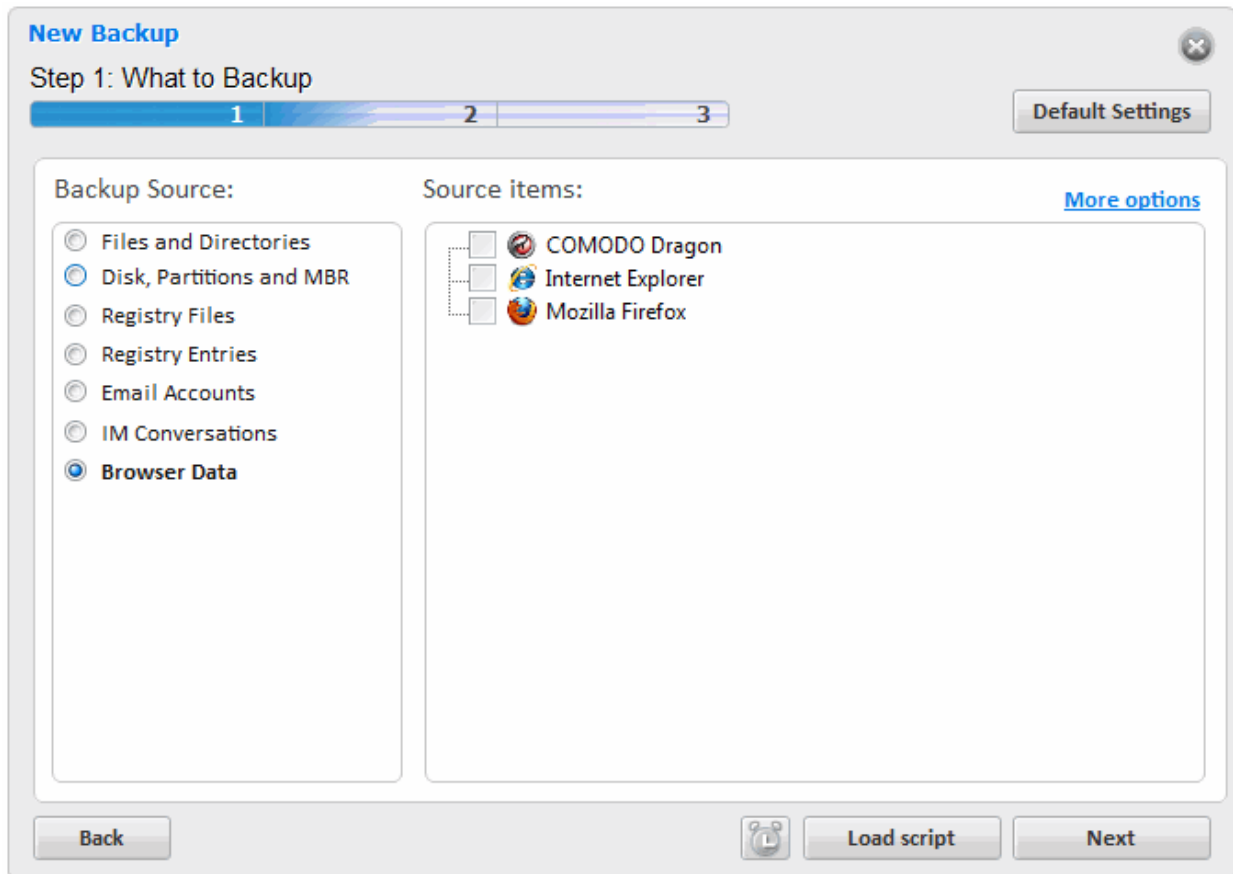 New Backup
Step 1: What to Backup
1 2 3
Default Settings
Backup Source:
Source items:
More options
Files and Directories
Disk, Partitions and MBR
Registry Files
Registry Entries
Email Accounts
IM Conversations
Browser Data
COMODO Dragon
Internet Explorer
Mozilla Firefox
Back
Load script
Next